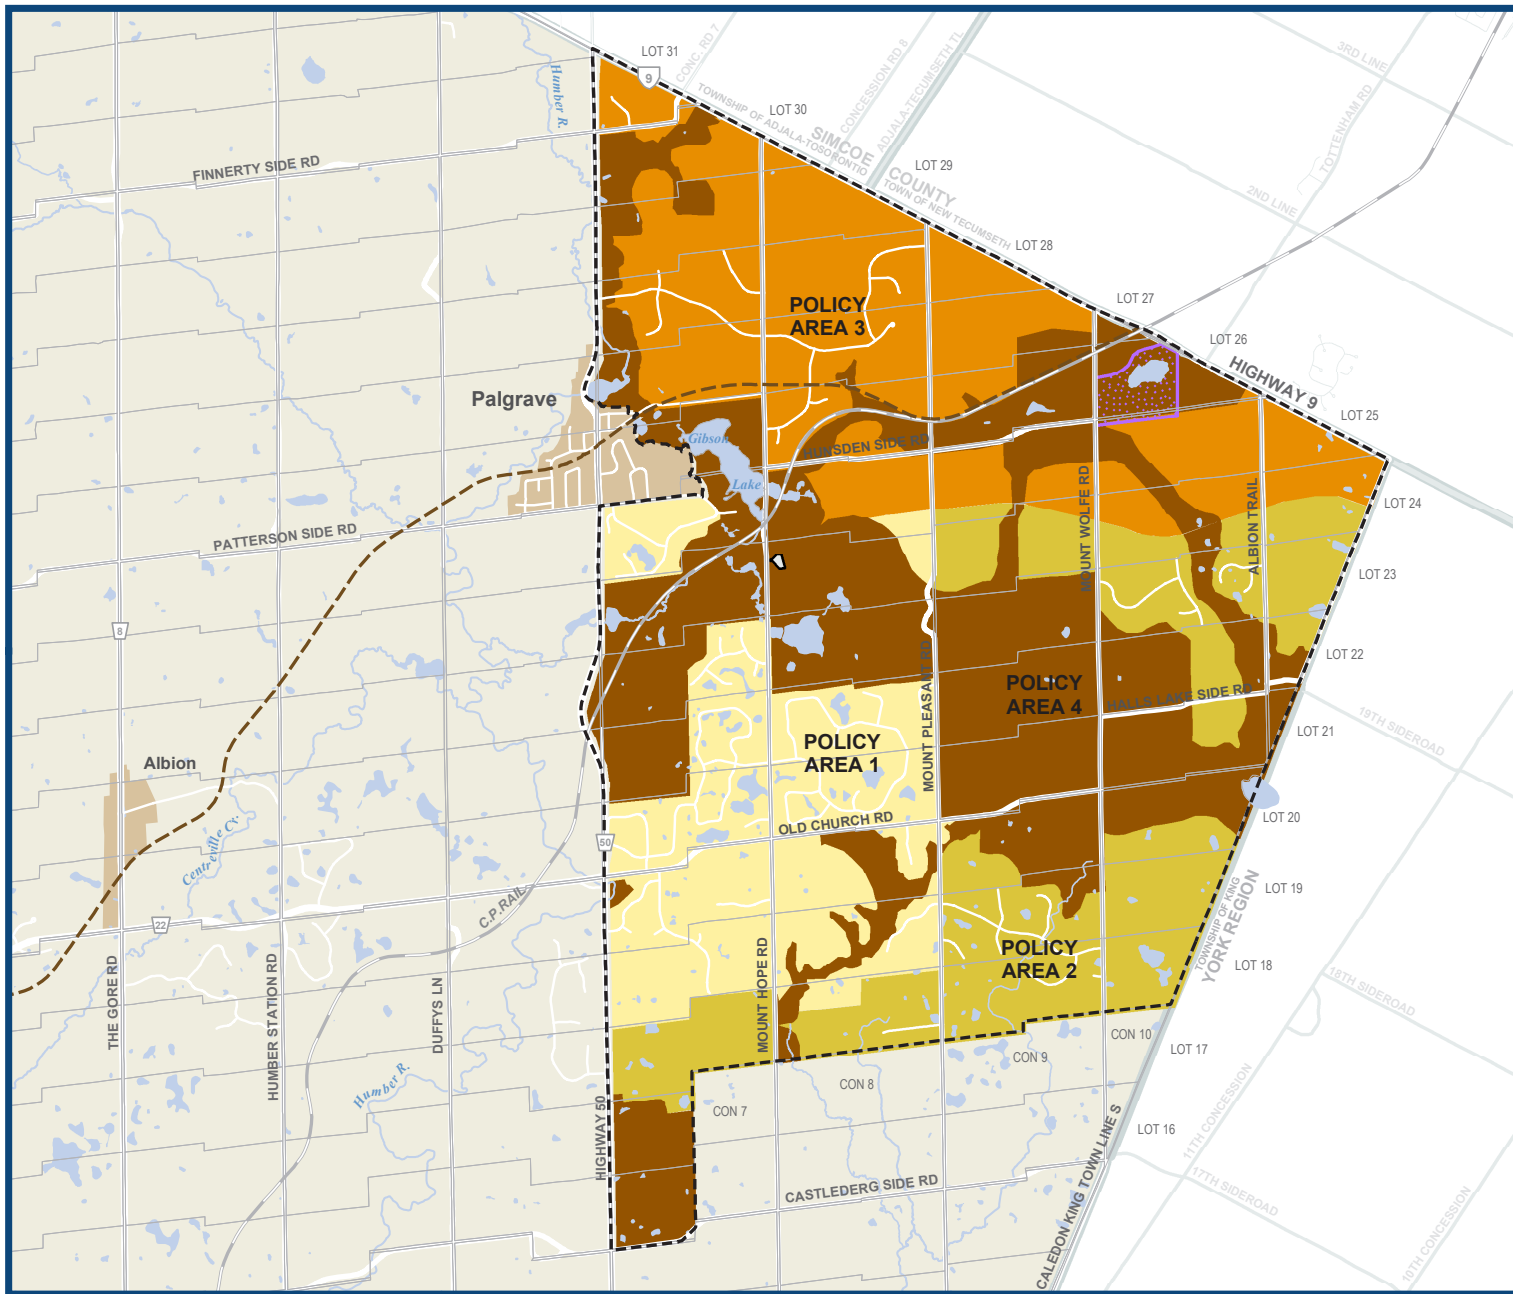 LOT 31
CONC. RD 7
CONCESSION RD 8
ADJALA-TECUMSETH TL
3RD LINE
TOTTENHAM RD
9
TOWNSHIP OF ADJALA-TOSORONTIO
Humber R.
LOT 30
SIMCOE
COUNTY
TOWN OF NEW TECUMSETH
FINNERTY SIDE RD
LOT 29
2ND LINE
LOT 28
LOT 27
POLICY
AREA 3
LOT 26
HIGHWAY 9
Palgrave
LOT 25
Gibson
Lake
HUNSDEN SIDE RD
MOUNT WOLFE RD
ALBION TRAIL
LOT 24
PATTERSON SIDE RD
LOT 23
8
LOT 22
MOUNT PLEASANT RD
POLICY
AREA 4
HALLS LAKE SIDE RD
19TH SIDEROAD
LOT 21
POLICY
AREA 1
Albion
Centreville Cr.
50
OLD CHURCH RD
LOT 20
C.P.RAIL
LOT 19
TOWNSHIP OF KING
YORK REGION
22
POLICY
AREA 2
LOT 18
18TH SIDEROAD
THE GORE RD
HUMBER STATION RD
DUFFYS LN
MOUNT HOPE RD
CON 10
LOT 17
CON 9
CON 8
Humber R.
CON 7
HIGHWAY 50
LOT 16
11TH CONCESSION
CASTLEDERG SIDE RD
17TH SIDEROAD
CALEDON KING TOWN LINE S
10TH CONCESSION